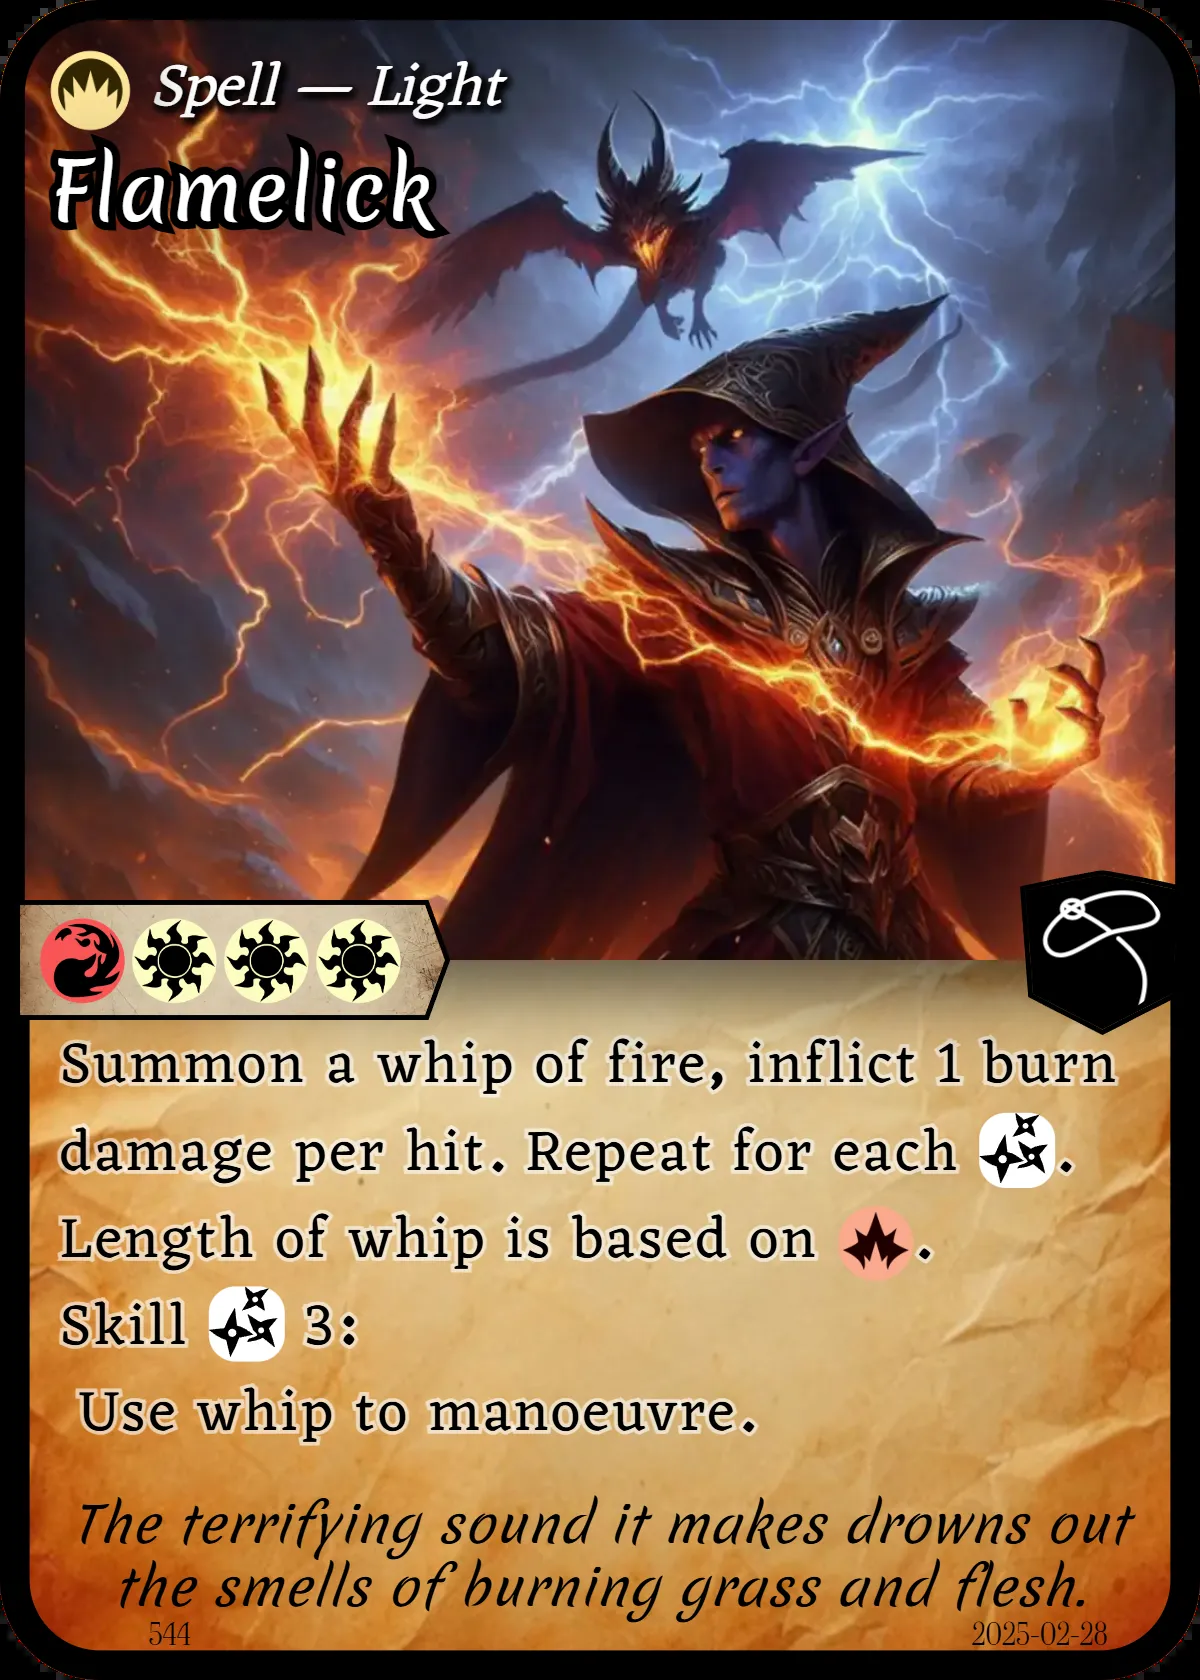 Spell — Light
Flamelick
Summon a whip of fire, inflict 1 burn
damage per hit. Repeat for each .
Length of whip is based on .
Skill 3:
Use whip to manoeuvre.
The terrifying sound it makes drowns out
the smells of burning grass and flesh.
544
2025-02-28